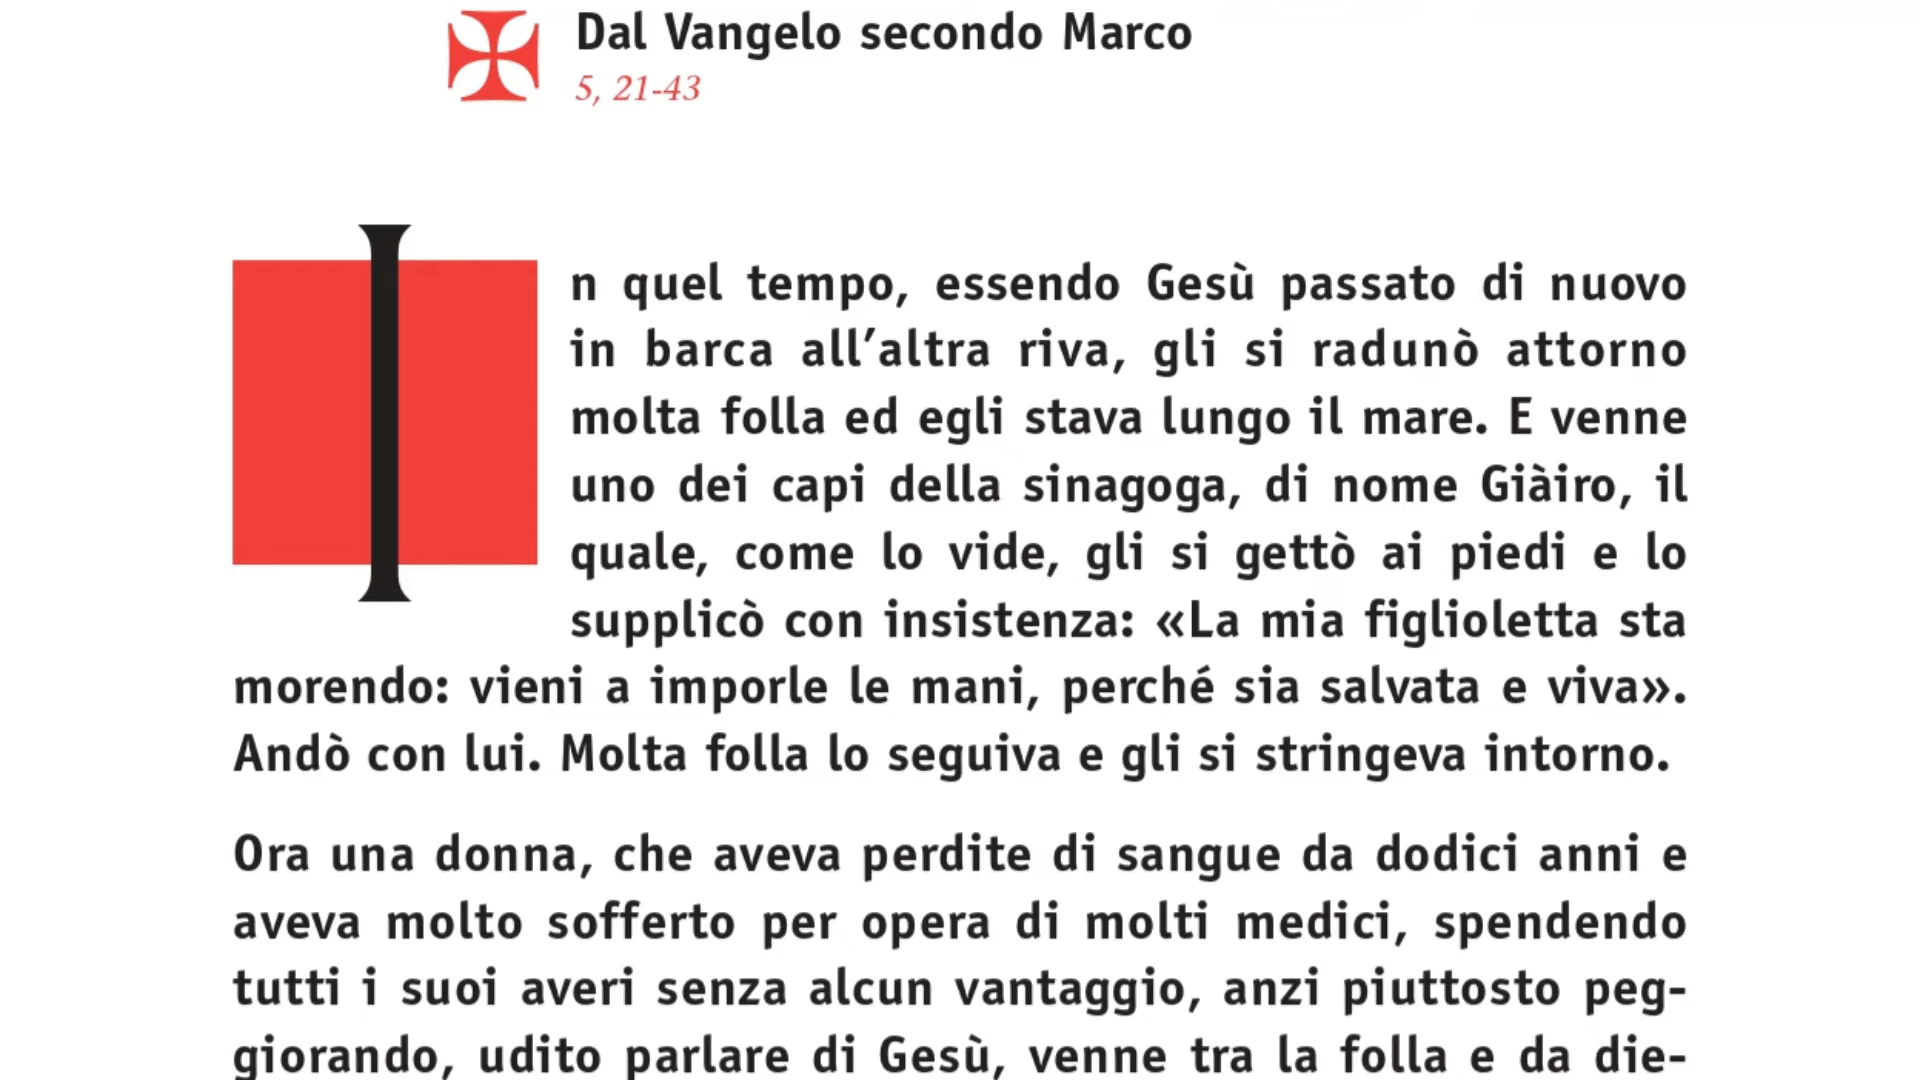 Dal Vangelo secondo Marco
5, 21-43
In quel tempo, essendo Gesù passato di nuovo
in barca all’altra riva, gli si radunò attorno
molta folla ed egli stava lungo il mare. E venne
uno dei capi della sinagoga, di nome Giàiro, il
quale, come lo vide, gli si gettò ai piedi e lo
supplicò con insistenza: «La mia figlioletta sta
morendo: vieni a imporle le mani, perché sia salvata e viva».
Andò con lui. Molta folla lo seguiva e gli si stringeva intorno.
Ora una donna, che aveva perdite di sangue da dodici anni e
aveva molto sofferto per opera di molti medici, spendendo
tutti i suoi averi senza alcun vantaggio, anzi piuttosto peg-
giorando, udito parlare di Gesù, venne tra la folla e da die-